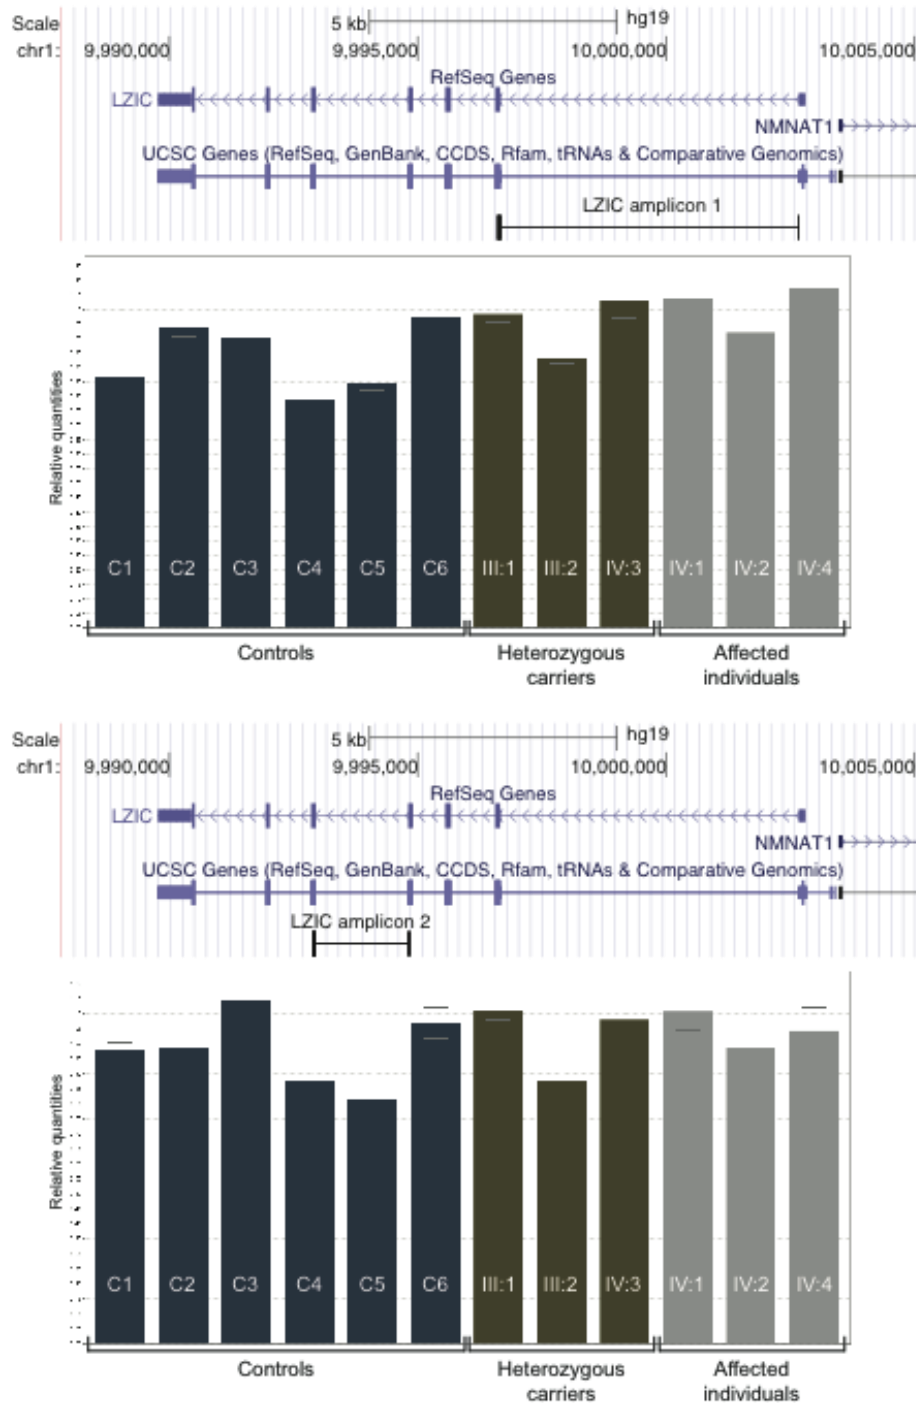 Scale 5 kb hg19
chr1: 9,990,000 9,995,000 10,000,000 10,005,000
RefSeq Genes
LZIC
NMNAT1
UCSC Genes (RefSeq, GenBank, CCDS, Rfam, tRNAs & Comparative Genomics)
LZIC amplicon 1
Relative quantities
C1 C2 C3 C4 C5 C6 III:1 III:2 IV:3 IV:1 IV:2 IV:4
Controls Heterozygous Affected
carriers individuals
Scale 5 kb hg19
chr1: 9,990,000 9,995,000 10,000,000 10,005,000
RefSeq Genes
LZIC
NMNAT1
UCSC Genes (RefSeq, GenBank, CCDS, Rfam, tRNAs & Comparative Genomics)
LZIC amplicon 2
Relative quantities
C1 C2 C3 C4 C5 C6 III:1 III:2 IV:3 IV:1 IV:2 IV:4
Controls Heterozygous Affected
carriers individuals